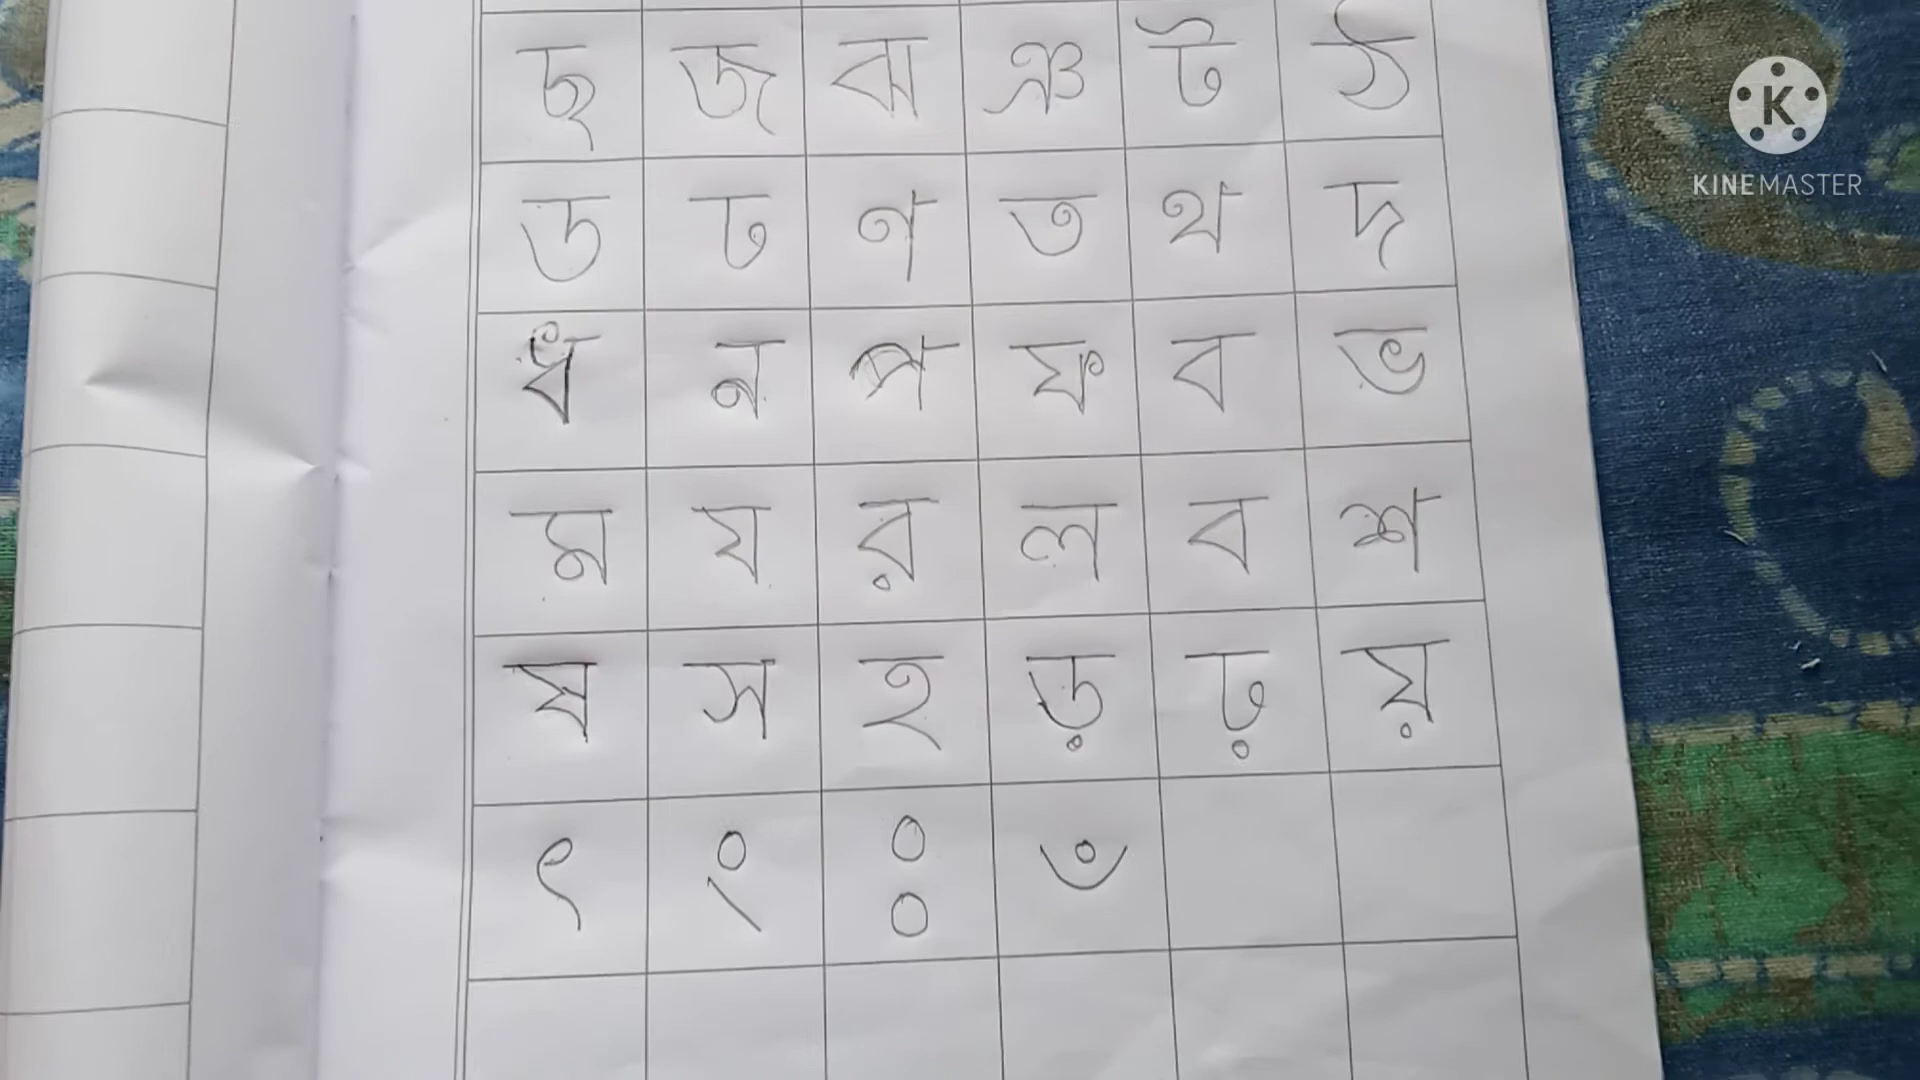 ছ জ ঝ ঞ ট ঠ
ড ঢ ণ ত থ দ
ধ ন প ফ ব ভ
ম য র ল ব শ
ষ স হ ড় ঢ় য়
ৎ ং ঃ ঁ
K
KINEMASTER